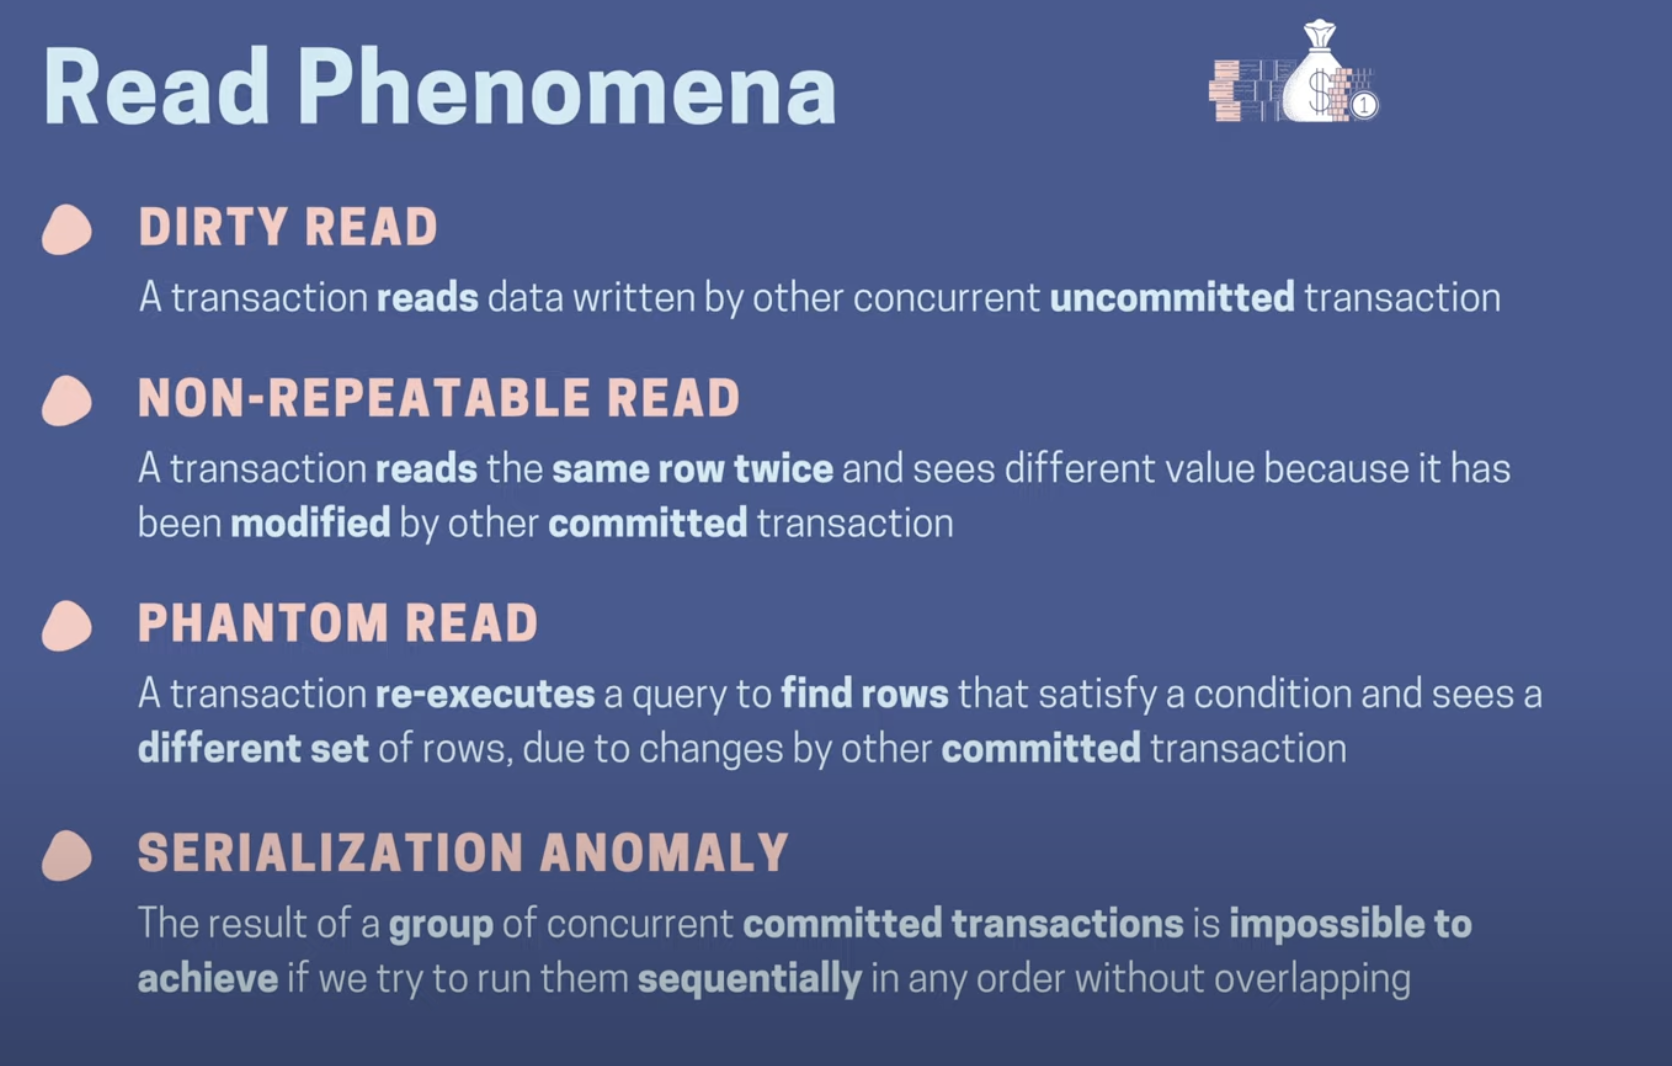 Read Phenomena
$
1
DIRTY READ
A transaction reads data written by other concurrent uncommitted transaction
NON-REPEATABLE READ
A transaction reads the same row twice and sees different value because it has
been modified by other committed transaction
PHANTOM READ
A transaction re-executes a query to find rows that satisfy a condition and sees a
different set of rows, due to changes by other committed transaction
SERIALIZATION ANOMALY
The result of a group of concurrent committed transactions is impossible to
achieve if we try to run them sequentially in any order without overlapping